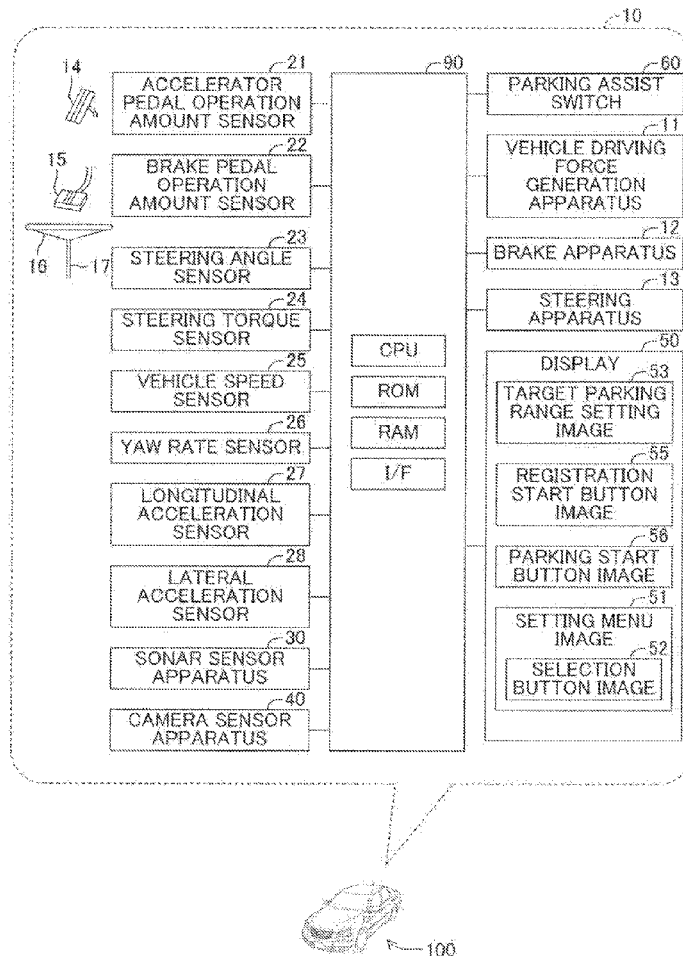 10
21
ACCELERATOR
PEDAL OPERATION
AMOUNT SENSOR
14
22
BRAKE PEDAL
OPERATION
AMOUNT SENSOR
15
16
17
23
STEERING ANGLE
SENSOR
24
STEERING TORQUE
SENSOR
25
VEHICLE SPEED
SENSOR
26
YAW RATE SENSOR
27
LONGITUDINAL
ACCELERATION
SENSOR
28
LATERAL
ACCELERATION
SENSOR
30
SONAR SENSOR
APPARATUS
40
CAMERA SENSOR
APPARATUS
90
CPU
ROM
RAM
I/F
60
PARKING ASSIST
SWITCH
11
VEHICLE DRIVING
FORCE
GENERATION
APPARATUS
12
BRAKE APPARATUS
13
STEERING
APPARATUS
50
DISPLAY
53
TARGET PARKING
RANGE SETTING
IMAGE
55
REGISTRATION
START BUTTON
IMAGE
56
PARKING START
BUTTON IMAGE
51
SETTING MENU
IMAGE
52
SELECTION
BUTTON IMAGE
100